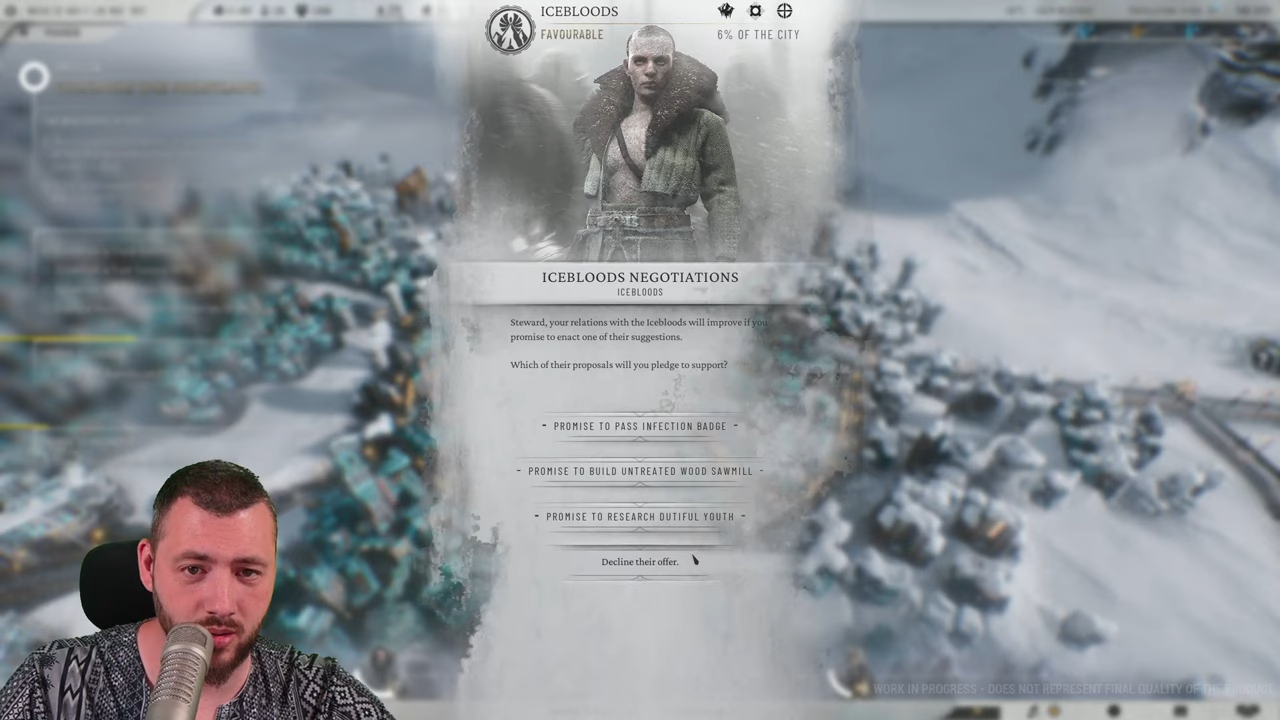 ICEBLOODS
FAVOURABLE
6% OF THE CITY
ICEBLOODS NEGOTIATIONS
ICEBLOODS
Steward, your relations with the Icebloods will improve if you
promise to enact one of their suggestions.
Which of their proposals will you pledge to support?
PROMISE TO PASS INFECTION BADGE
PROMISE TO BUILD UNTREATED WOOD SAWMILL
PROMISE TO RESEARCH DUTIFUL YOUTH
Decline their offer.
WORK IN PROGRESS - DOES NOT REPRESENT FINAL QUALITY OF THE PRODUCT